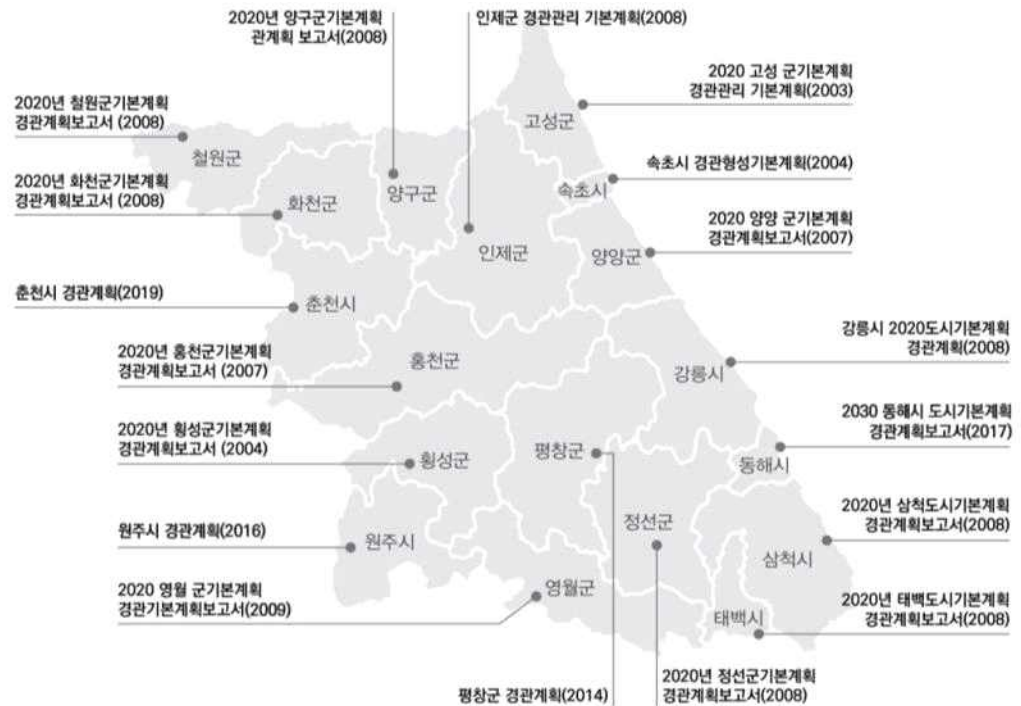 2020년 양구군기본계획
관계획 보고서(2008)
인제군 경관관리 기본계획(2008)
2020 고성 군기본계획
경관관리 기본계획(2003)
2020년 철원군기본계획
경관계획보고서 (2008)
고성군
철원군
속초시 경관형성기본계획(2004)
2020년 화천군기본계획
경관계획보고서 (2008)
속초시
양구군
화천군
2020 양양 군기본계획
경관계획보고서(2007)
인제군
양양군
춘천시 경관계획(2019)
춘천시
강릉시 2020도시기본계획
경관계획(2008)
2020년 홍천군기본계획
경관계획보고서 (2007)
홍천군
강릉시
2030 동해시 도시기본계획
경관계획보고서(2017)
2020년 횡성군기본계획
경관계획보고서 (2004)
횡성군
평창군
동해시
2020년 삼척도시기본계획
경관계획보고서(2008)
정선군
원주시 경관계획(2016)
원주시
삼척시
2020 영월 군기본계획
경관기본계획보고서(2009)
영월군
2020년 태백도시기본계획
경관계획보고서(2008)
태백시
평창군 경관계획(2014)
2020년 정선군기본계획
경관계획보고서(2008)